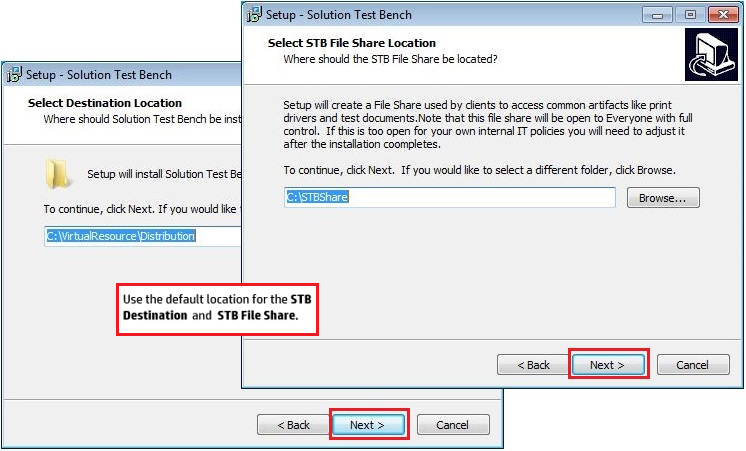 Setup - Solution Test Bench
Select STB File Share Location
Where should the STB File Share be located?
Setup will create a File Share used by clients to access common artifacts like print
drivers and test documents.Note that this file share will be open to Everyone with full
control.  If this is too open for your own internal IT policies you will need to adjust it
after the installation coompletes.
To continue, click Next.  If you would like to select a different folder, click Browse.
C:\STBShare
Browse...
< Back
Next >
Cancel
Setup - Solution Test Bench
Select Destination Location
Where should Solution Test Bench be inst
Setup will install Solution Test Be
To continue, click Next. If you would like
C:\VirtualResource\Distribution
Use the default location for the STB
Destination and STB File Share.
< Back
Next >
Cancel